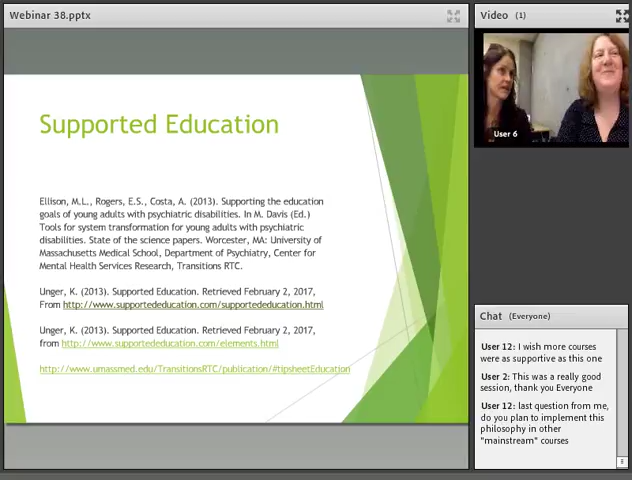 Webinar 38.pptx
Supported Education
Ellison, M.L., Rogers, E.S., Costa, A. (2013). Supporting the education
goals of young adults with psychiatric disabilities. In M. Davis (Ed.)
Tools for system transformation for young adults with psychiatric
disabilities. State of the science papers. Worcester, MA: University of
Massachusetts Medical School, Department of Psychiatry, Center for
Mental Health Services Research, Transitions RTC.
Unger, K. (2013). Supported Education. Retrieved February 2, 2017,
From http://www.supportededucation.com/supportededucation.html
Unger, K. (2013). Supported Education. Retrieved February 2, 2017,
from http://www.supportededucation.com/elements.html
http://www.umassmed.edu/TransitionsRTC/publication/#tipsheetEducation
Video (1)
User 6
Chat (Everyone)
User 12: I wish more courses
were as supportive as this one
User 2: This was a really good
session, thank you Everyone
User 12: last question from me,
do you plan to implement this
philosophy in other
"mainstream" courses